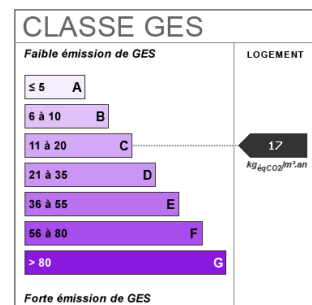 CLASSE GES
Faible émission de GES
LOGEMENT
≤ 5 A
6 à 10 B
11 à 20 C
17
kgéqCO2/m².an
21 à 35 D
36 à 55 E
56 à 80 F
> 80 G
Forte émission de GES